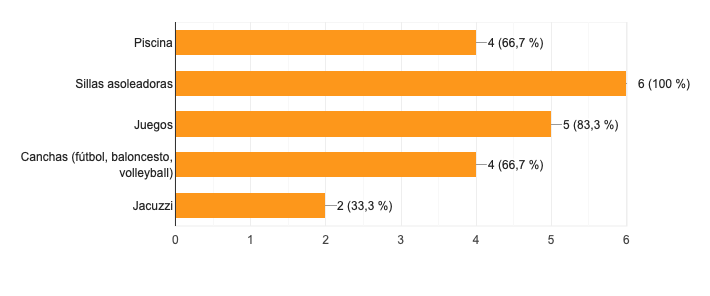 Piscina
4 (66,7 %)
Sillas asoleadoras
6 (100 %)
Juegos
5 (83,3 %)
Canchas (fútbol, baloncesto,
volleyball)
4 (66,7 %)
Jacuzzi
2 (33,3 %)
0 1 2 3 4 5 6